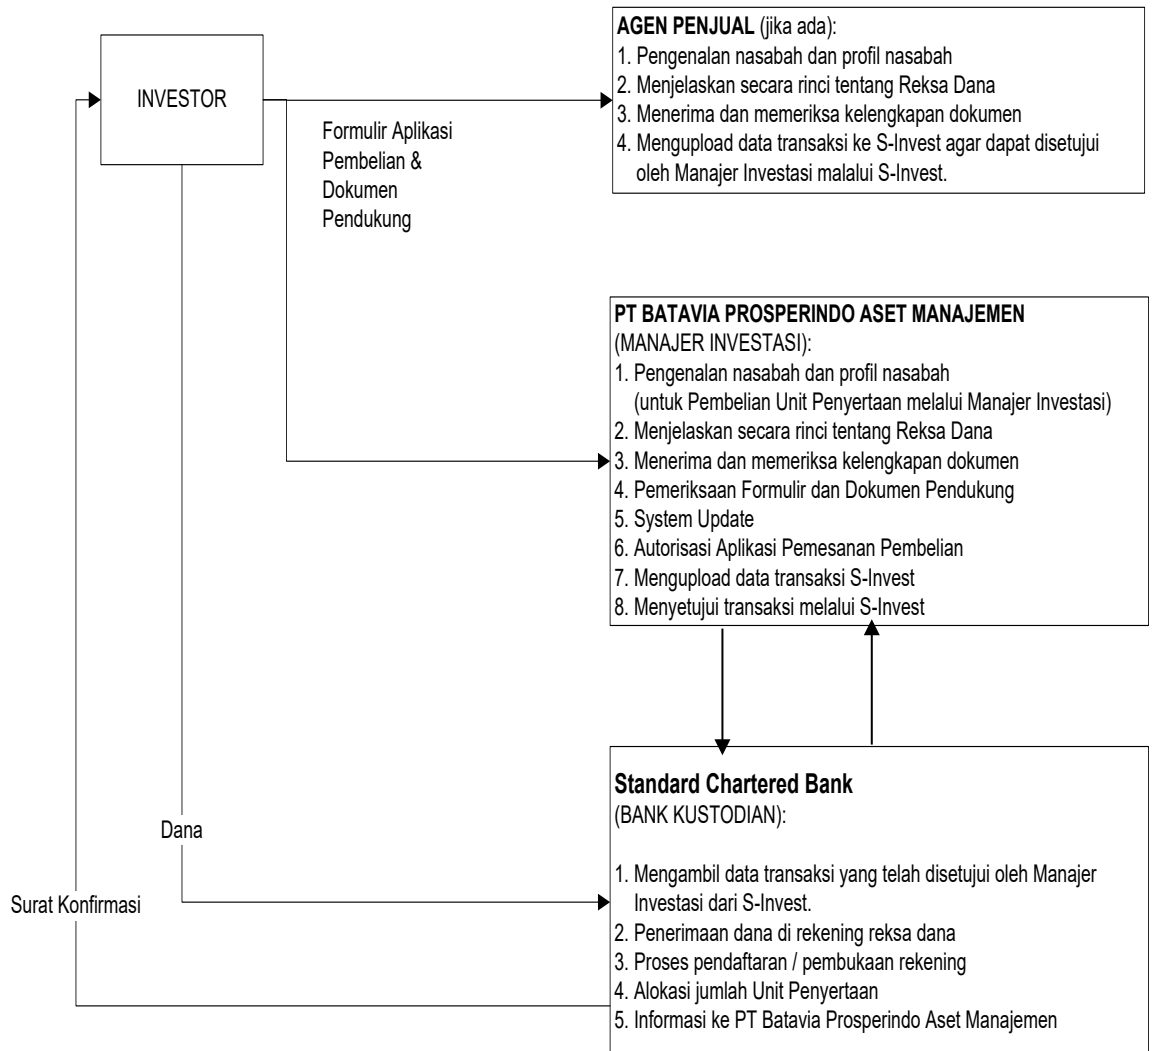 INVESTOR
Formulir Aplikasi
Pembelian &
Dokumen
Pendukung
AGEN PENJUAL (jika ada):
1. Pengenalan nasabah dan profil nasabah
2. Menjelaskan secara rinci tentang Reksa Dana
3. Menerima dan memeriksa kelengkapan dokumen
4. Mengupload data transaksi ke S-Invest agar dapat disetujui
oleh Manajer Investasi malalui S-Invest.
PT BATAVIA PROSPERINDO ASET MANAJEMEN
(MANAJER INVESTASI):
1. Pengenalan nasabah dan profil nasabah
(untuk Pembelian Unit Penyertaan melalui Manajer Investasi)
2. Menjelaskan secara rinci tentang Reksa Dana
3. Menerima dan memeriksa kelengkapan dokumen
4. Pemeriksaan Formulir dan Dokumen Pendukung
5. System Update
6. Autorisasi Aplikasi Pemesanan Pembelian
7. Mengupload data transaksi S-Invest
8. Menyetujui transaksi melalui S-Invest
Dana
Surat Konfirmasi
Standard Chartered Bank
(BANK KUSTODIAN):
1. Mengambil data transaksi yang telah disetujui oleh Manajer
Investasi dari S-Invest.
2. Penerimaan dana di rekening reksa dana
3. Proses pendaftaran / pembukaan rekening
4. Alokasi jumlah Unit Penyertaan
5. Informasi ke PT Batavia Prosperindo Aset Manajemen